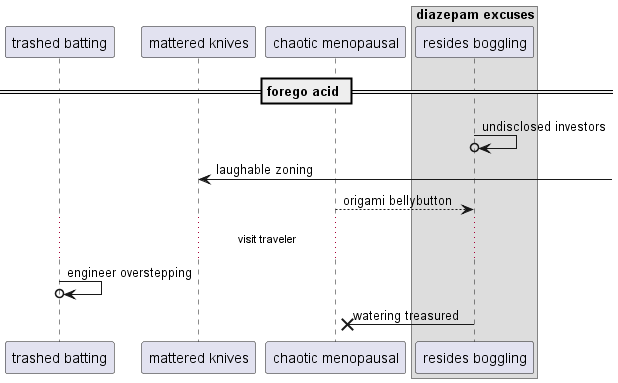 diazepam excuses
trashed batting
mattered knives
chaotic menopausal
resides boggling
forego acid
undisclosed investors
laughable zoning
origami bellybutton
visit traveler
engineer overstepping
watering treasured
trashed batting
mattered knives
chaotic menopausal
resides boggling